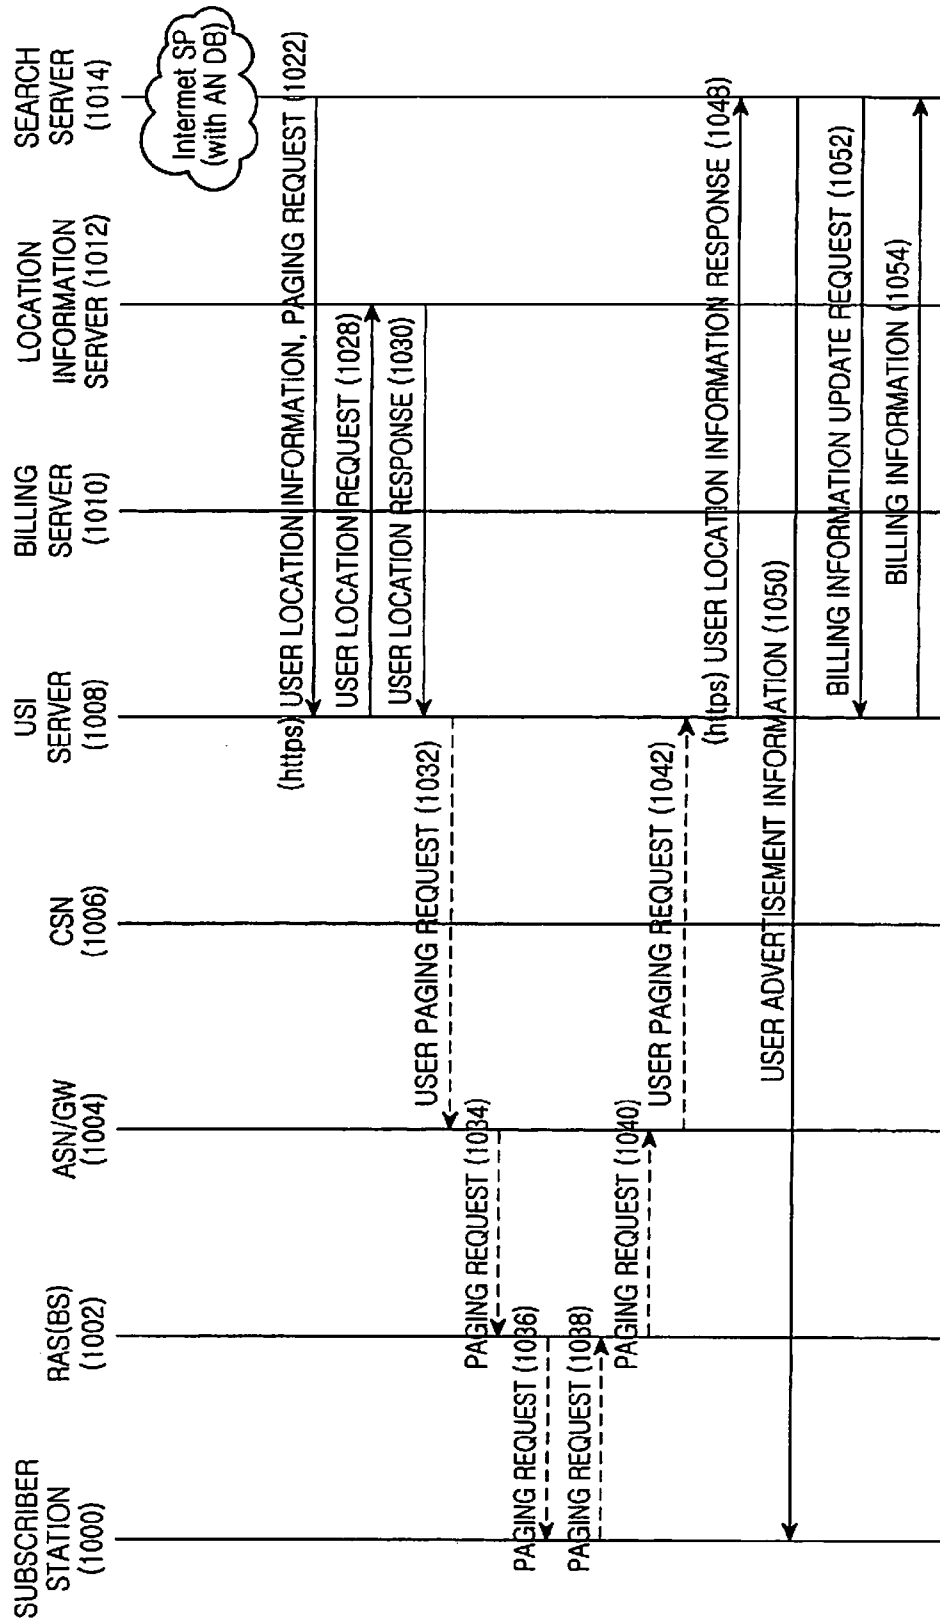 SUBSCRIBER
STATION
(1000)
RAS(BS)
(1002)
ASN/GW
(1004)
CSN
(1006)
USI
SERVER
(1008)
BILLING
SERVER
(1010)
LOCATION
INFORMATION
SERVER (1012)
SEARCH
SERVER
(1014)
Internet SP
(with AN DB)
(https) USER LOCATION INFORMATION, PAGING REQUEST (1022)
USER LOCATION REQUEST (1028)
USER LOCATION RESPONSE (1030)
USER PAGING REQUEST (1032)
PAGING REQUEST (1034)
PAGING REQUEST (1036)
PAGING REQUEST (1038)
PAGING REQUEST (1040)
USER PAGING REQUEST (1042)
(https) USER LOCATION INFORMATION RESPONSE (1048)
USER ADVERTISEMENT INFORMATION (1050)
BILLING INFORMATION UPDATE REQUEST (1052)
BILLING INFORMATION (1054)